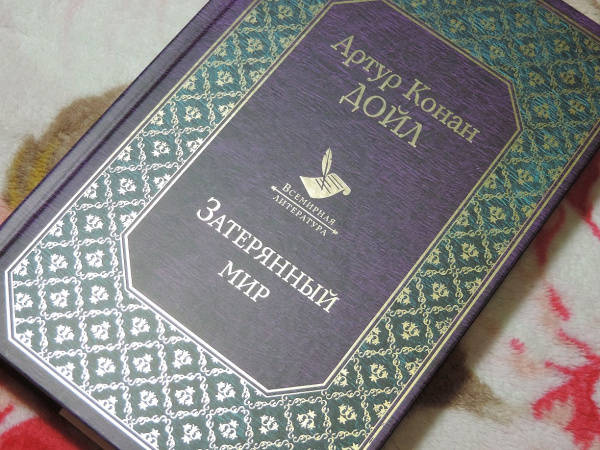 Артур Конан
ДОЙЛ
ВСЕМИРНАЯ
ЛИТЕРАТУРА
ЗАТЕРЯННЫЙ
МИР